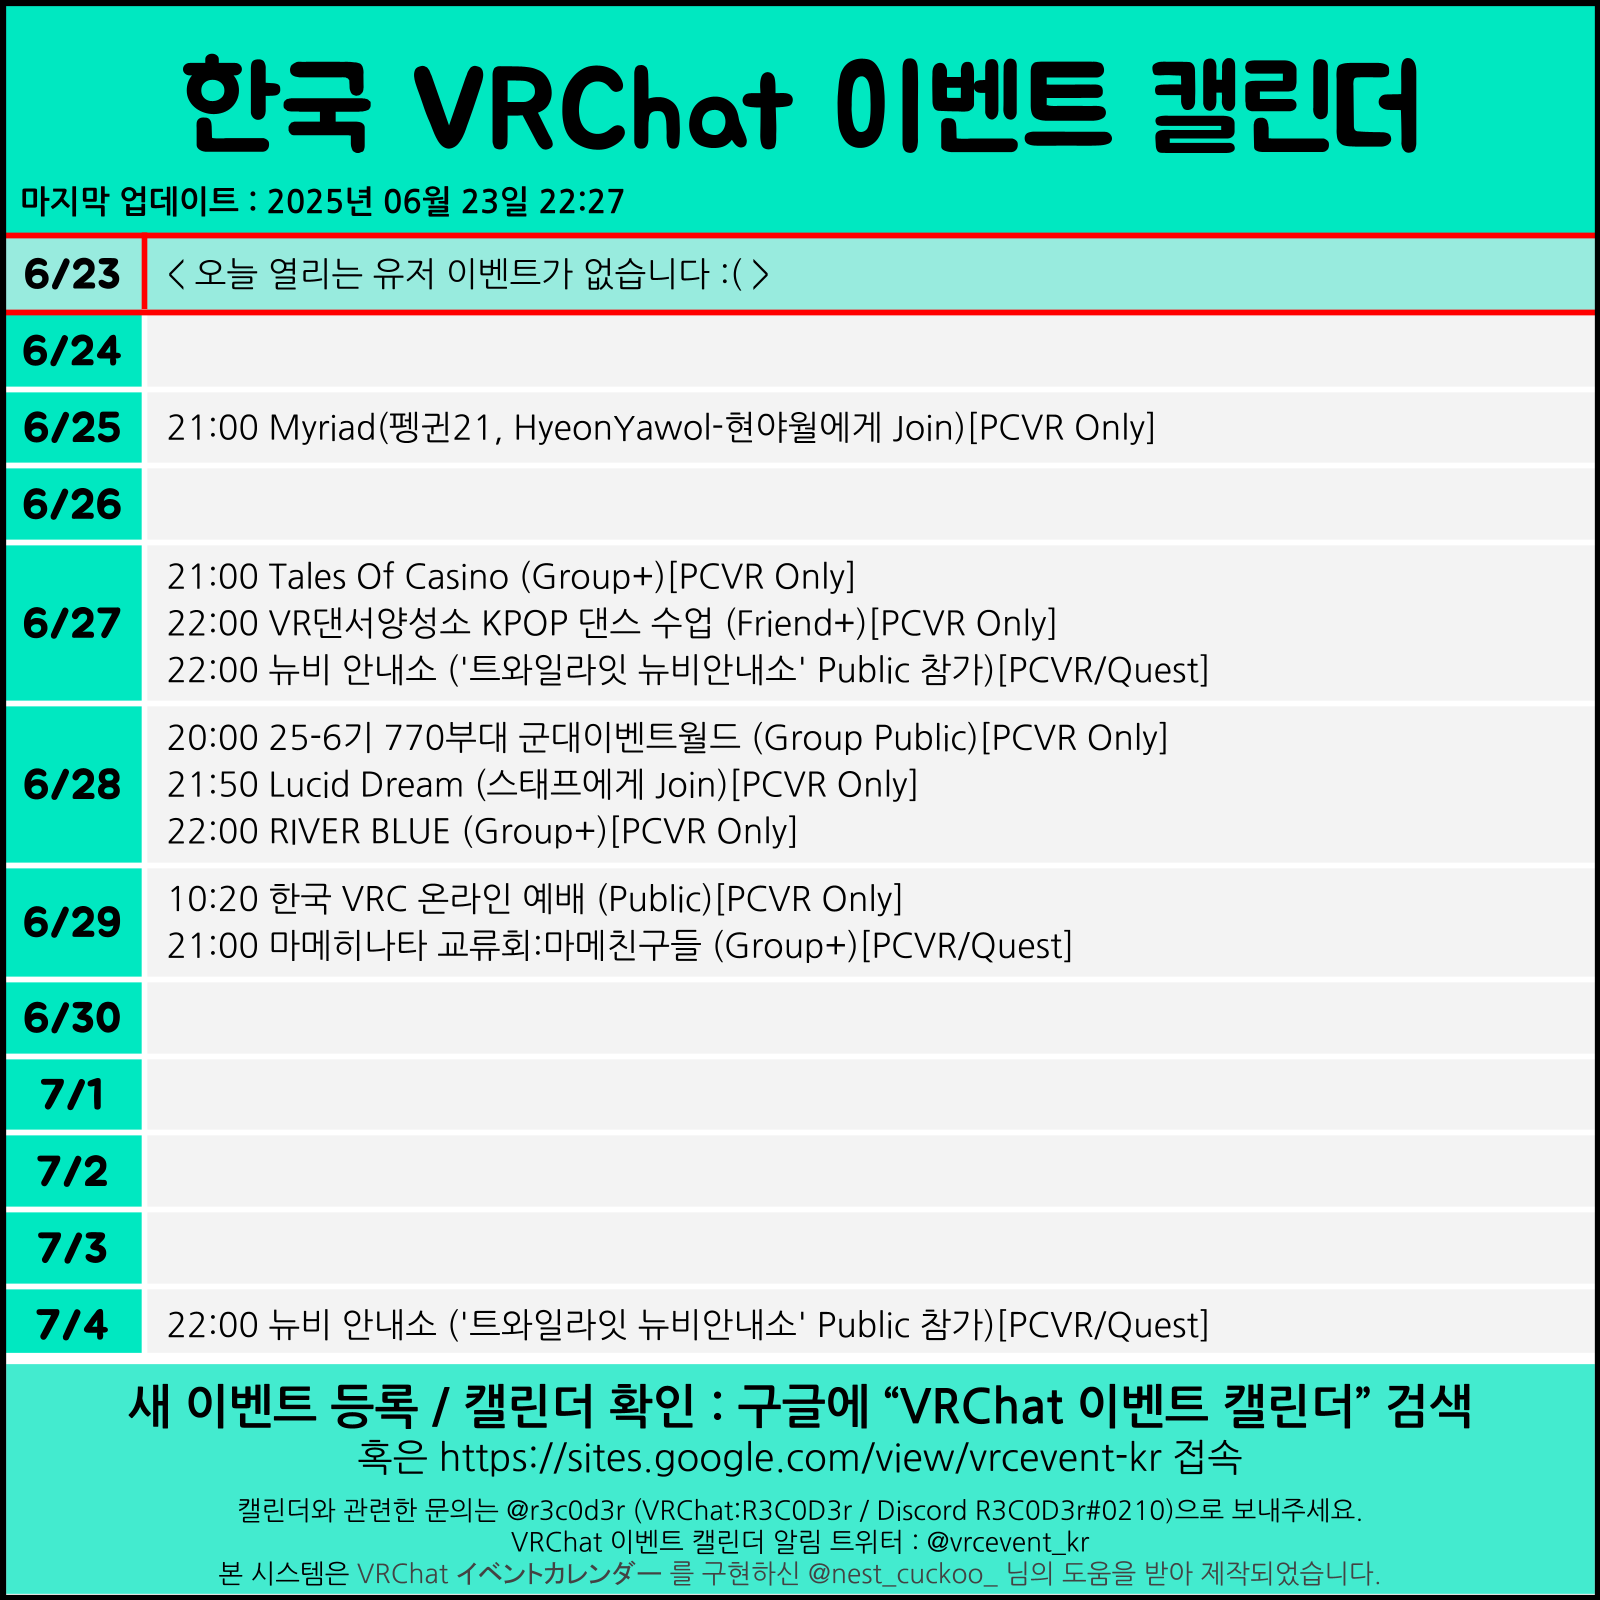 한국 VRChat 이벤트 캘린더
마지막 업데이트 : 2025년 06월 23일 22:27
6/23 < 오늘 열리는 유저 이벤트가 없습니다 :( >
6/24
6/25 21:00 Myriad(펭귄21, HyeonYawol-현야월에게 Join)[PCVR Only]
6/26
6/27
21:00 Tales Of Casino (Group+)[PCVR Only]
22:00 VR댄서양성소 KPOP 댄스 수업 (Friend+)[PCVR Only]
22:00 뉴비 안내소 ('트와일라잇 뉴비안내소' Public 참가)[PCVR/Quest]
6/28
20:00 25-6기 770부대 군대이벤트월드 (Group Public)[PCVR Only]
21:50 Lucid Dream (스태프에게 Join)[PCVR Only]
22:00 RIVER BLUE (Group+)[PCVR Only]
6/29
10:20 한국 VRC 온라인 예배 (Public)[PCVR Only]
21:00 마메히나타 교류회:마메친구들 (Group+)[PCVR/Quest]
6/30
7/1
7/2
7/3
7/4 22:00 뉴비 안내소 ('트와일라잇 뉴비안내소' Public 참가)[PCVR/Quest]
새 이벤트 등록 / 캘린더 확인 : 구글에 “VRChat 이벤트 캘린더” 검색
혹은 https://sites.google.com/view/vrcevent-kr 접속
캘린더와 관련한 문의는 @r3c0d3r (VRChat:R3C0D3r / Discord R3C0D3r#0210)으로 보내주세요.
VRChat 이벤트 캘린더 알림 트위터 : @vrcevent_kr
본 시스템은 VRChat イベントカレンダー 를 구현하신 @nest_cuckoo_ 님의 도움을 받아 제작되었습니다.